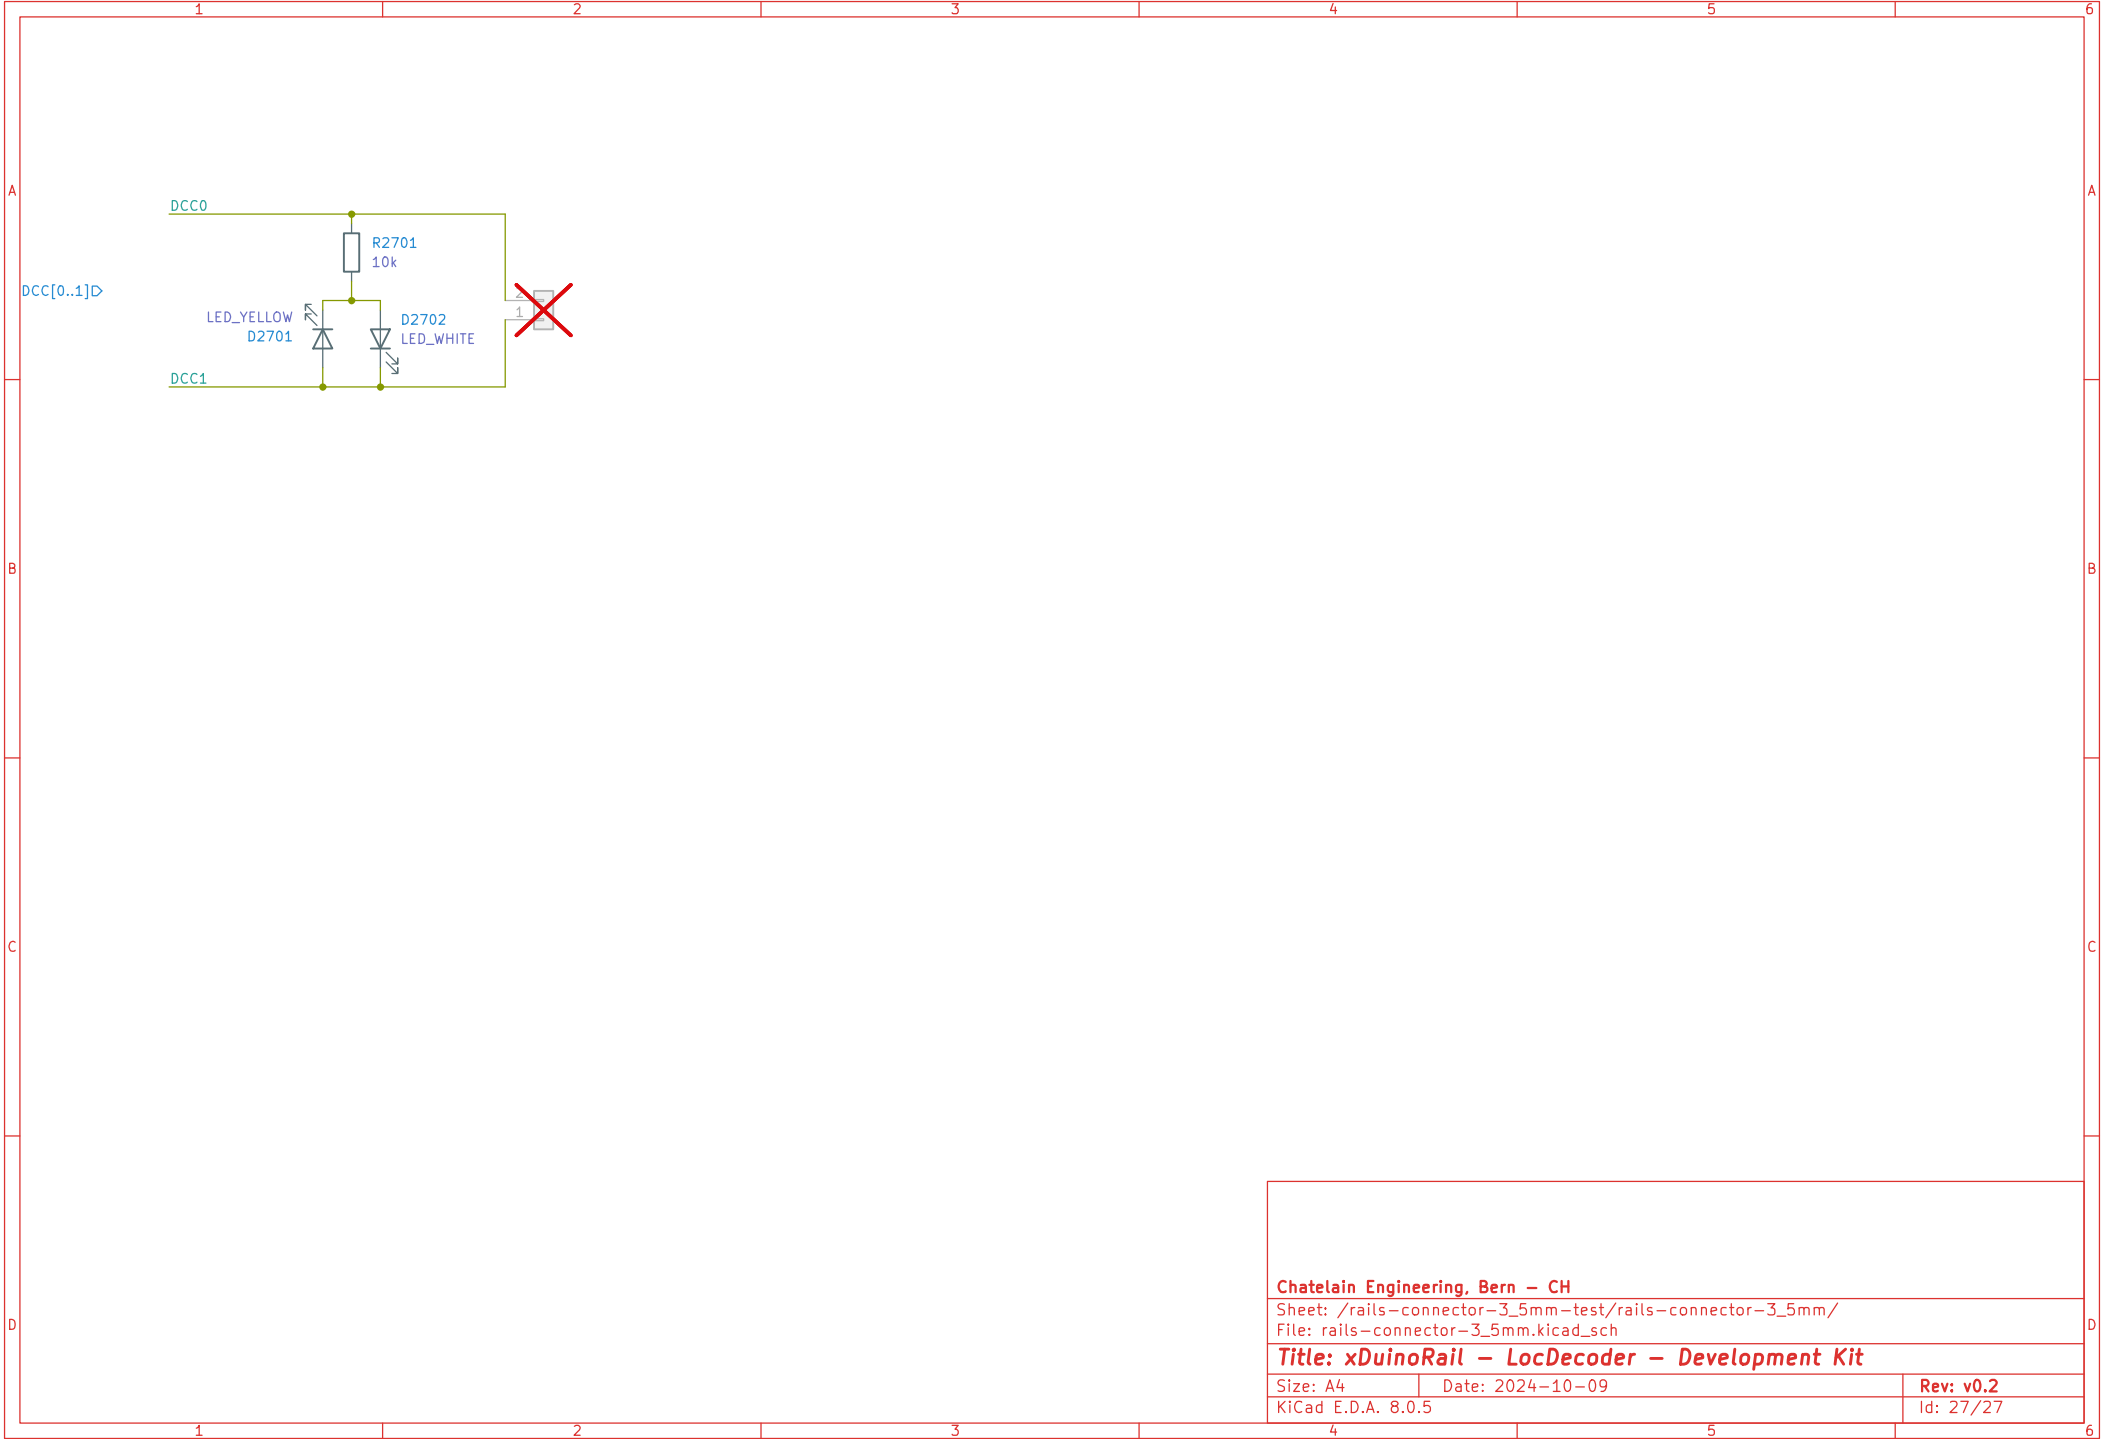 1 2 3 4 5 6
A A
DCC0
R2701
10k
DCC[0..1]
2
1
LED_YELLOW
D2701
D2702
LED_WHITE
DCC1
B B
C C
Chatelain Engineering, Bern - CH
Sheet: /rails-connector-3_5mm-test/rails-connector-3_5mm/
File: rails-connector-3_5mm.kicad_sch
D D
Title: xDuinoRail - LocDecoder - Development Kit
Size: A4 Date: 2024-10-09 Rev: v0.2
KiCad E.D.A. 8.0.5 Id: 27/27
1 2 3 4 5 6